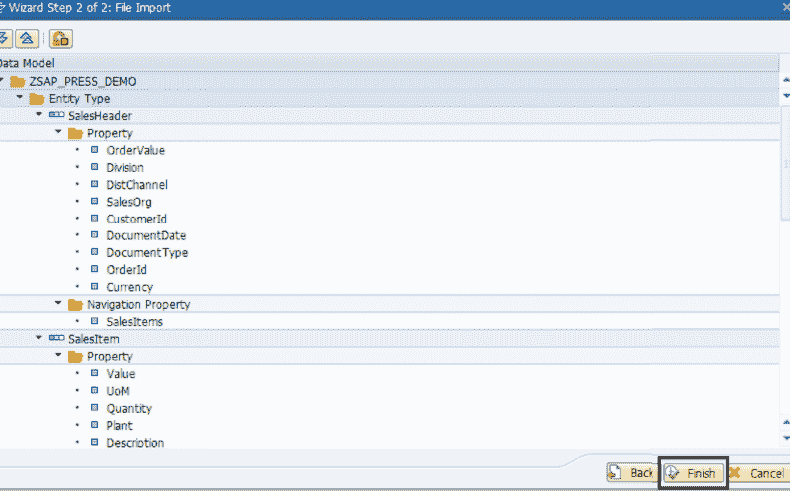 Wizard Step 2 of 2: File Import
Data Model
ZSAP_PRESS_DEMO
Entity Type
SalesHeader
Property
OrderValue
Division
DistChannel
SalesOrg
CustomerId
DocumentDate
DocumentType
OrderId
Currency
Navigation Property
SalesItems
SalesItem
Property
Value
UoM
Quantity
Plant
Description
Back Finish Cancel